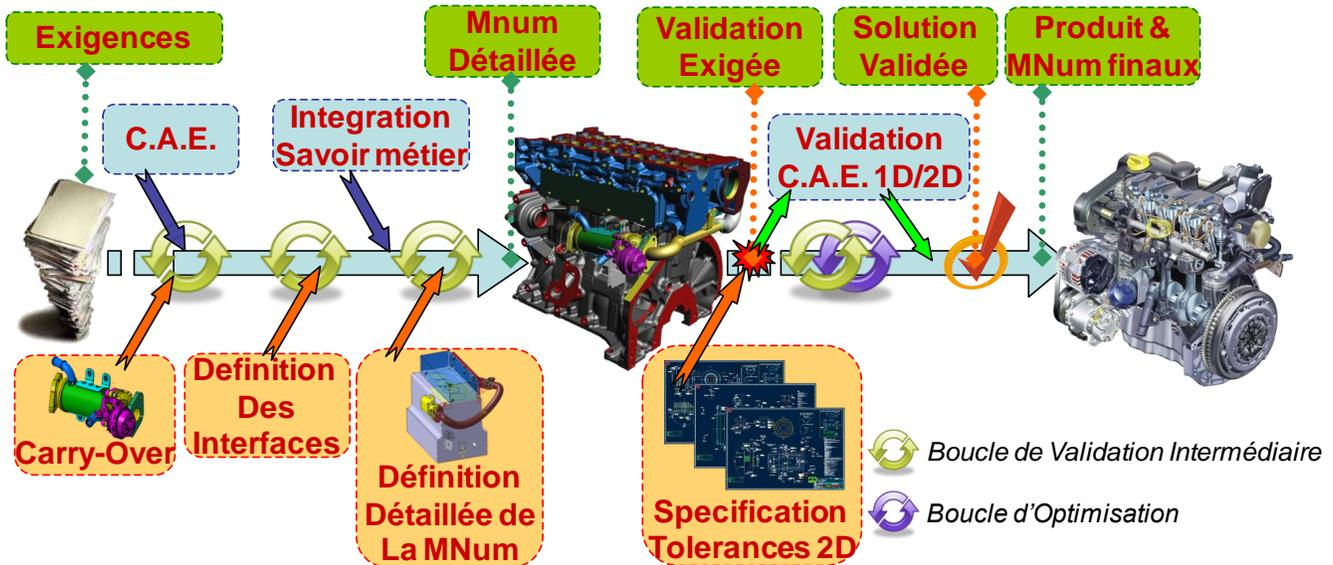 Exigences
Mnum
Détaillée
Validation
Exigée
Solution
Validée
Produit &
MNum finaux
C.A.E.
Integration
Savoir métier
Validation
C.A.E. 1D/2D
Carry-Over
Definition
Des
Interfaces
Définition
Détaillée de
La MNum
Specification
Tolerances 2D
Boucle de Validation Intermédiaire
Boucle d'Optimisation